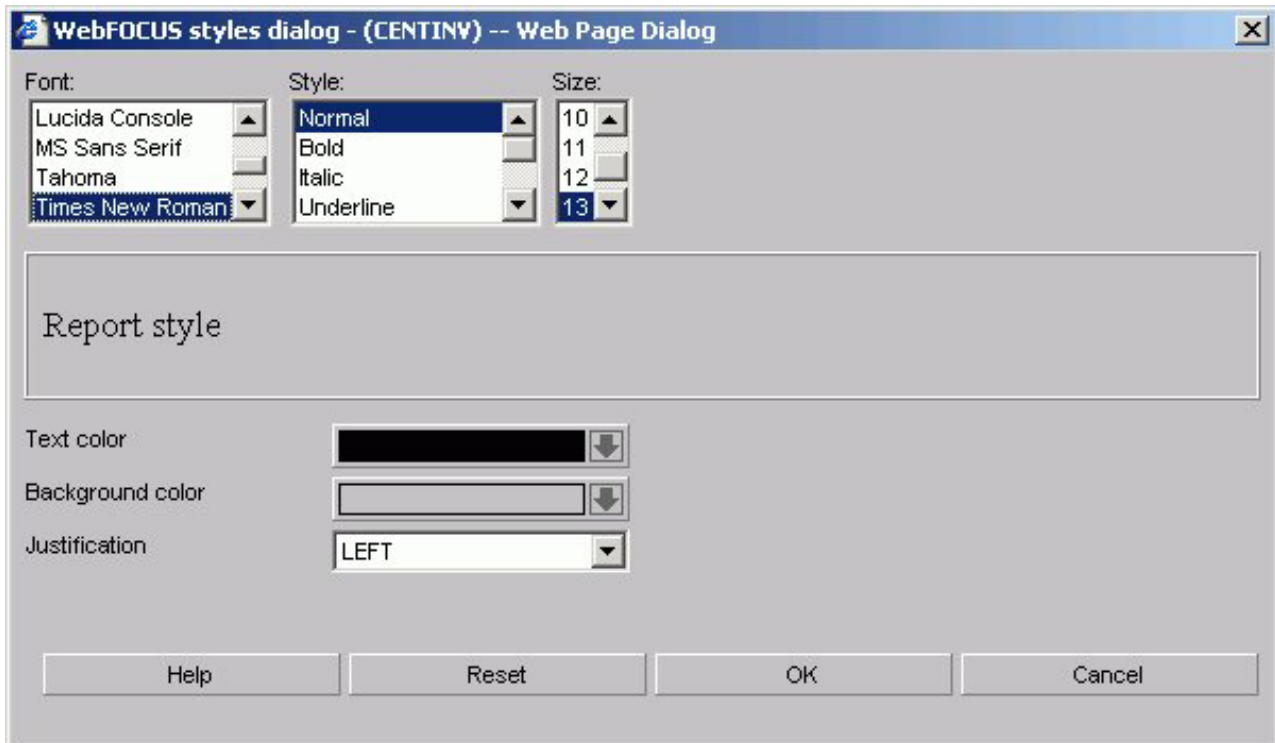 WebFOCUS styles dialog - (CENTINV) -- Web Page Dialog
Font: Style: Size:
Lucida Console Normal 10
MS Sans Serif Bold 11
Tahoma Italic 12
Times New Roman Underline 13
Report style
Text color
Background color
Justification LEFT
Help Reset OK Cancel